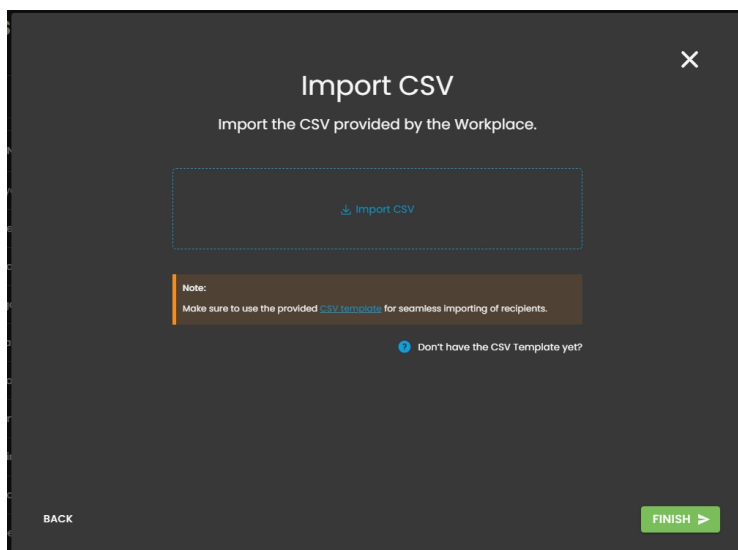 Import CSV
Import the CSV provided by the Workplace.
Import CSV
Note:
Make sure to use the provided CSV template for seamless importing of recipients.
? Don't have the CSV Template yet?
BACK
FINISH